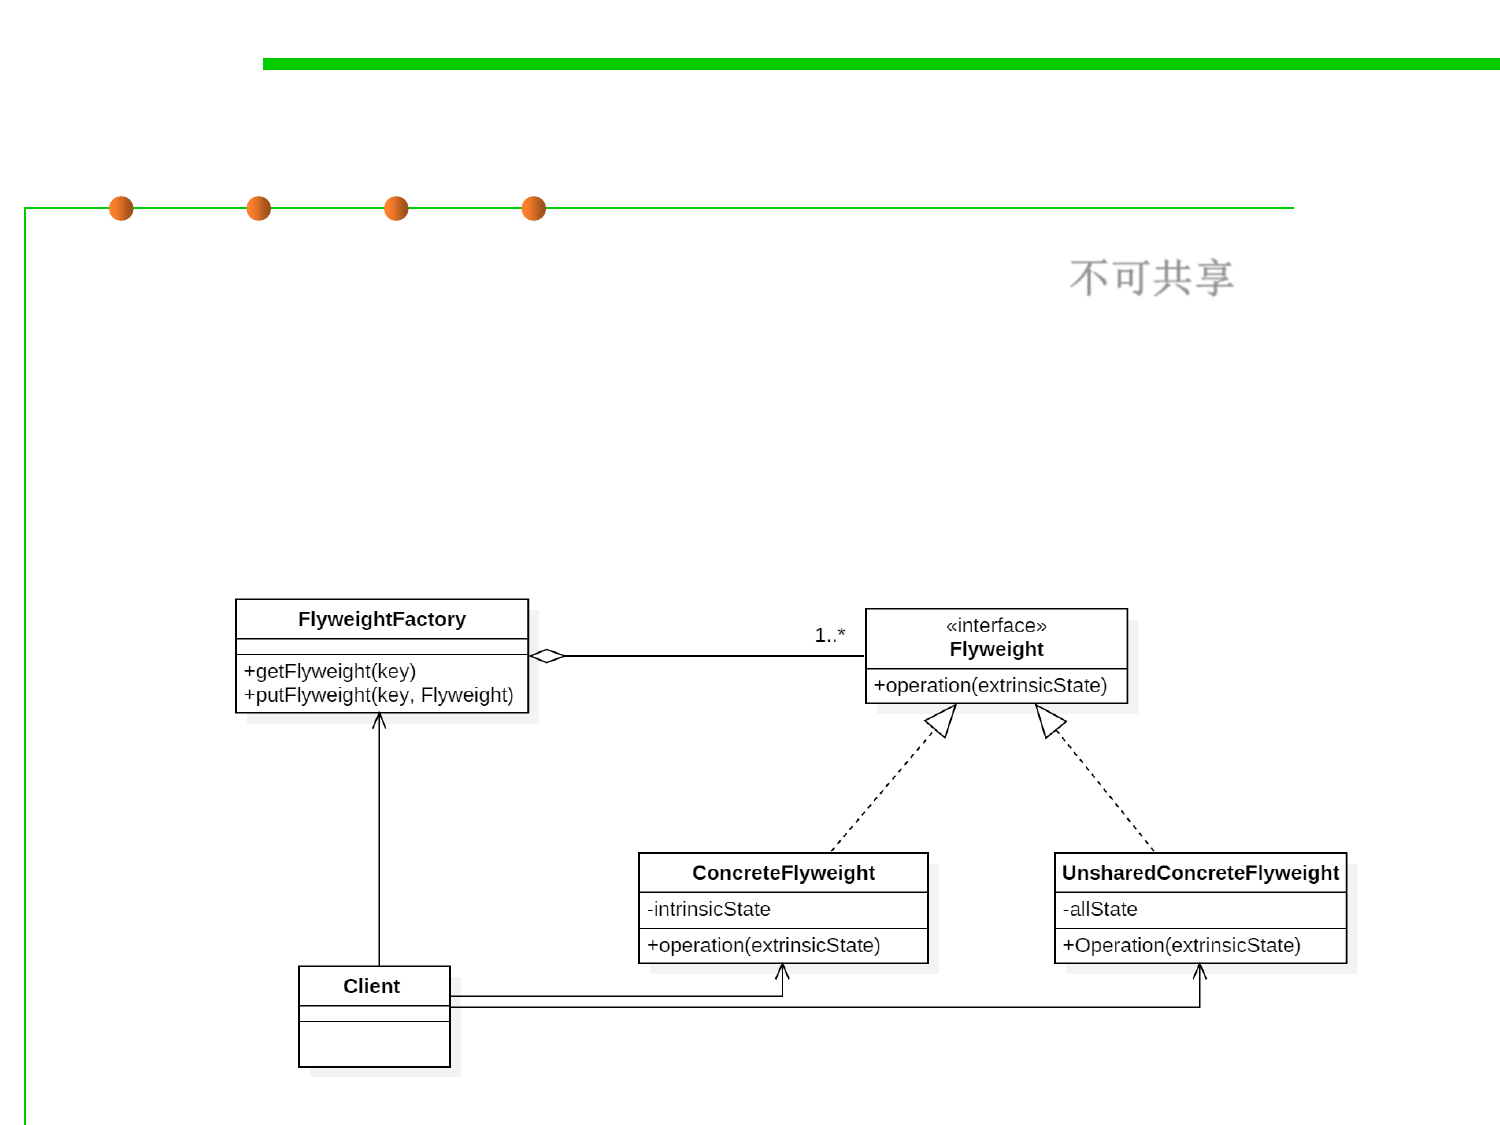 不可共享
FlyweightFactory
+getFlyweight(key)
+putFlyweight(key, Flyweight)
1..*
«interface»
Flyweight
+operation(extrinsicState)
ConcreteFlyweight
-intrinsicState
+operation(extrinsicState)
UnsharedConcreteFlyweight
-allState
+Operation(extrinsicState)
Client